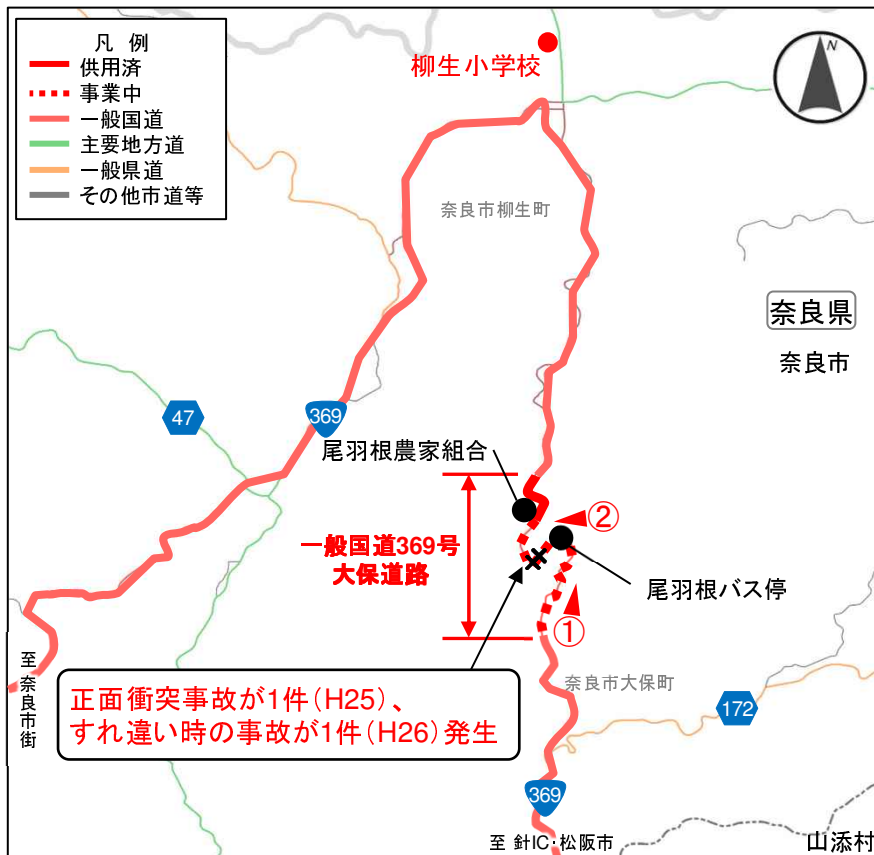 凡 例
供用済
事業中
一般国道
主要地方道
一般県道
その他市道等
柳生小学校
N
奈良市柳生町
奈良県
奈良市
47
369
尾羽根農家組合
②
一般国道369号
大保道路
尾羽根バス停
①
至 奈良市街
奈良市大保町
正面衝突事故が1件(H25)、
すれ違い時の事故が1件(H26)発生
172
369
至 針IC・松阪市
山添村